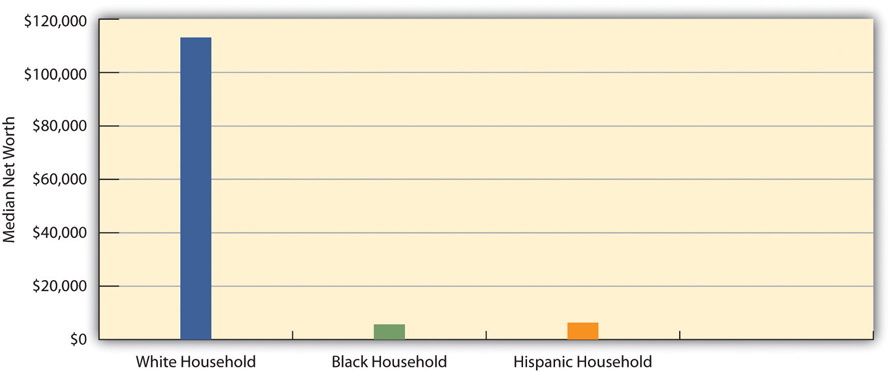 $120,000
$100,000
$80,000
$60,000
$40,000
$20,000
$0
Median Net Worth
White Household
Black Household
Hispanic Household